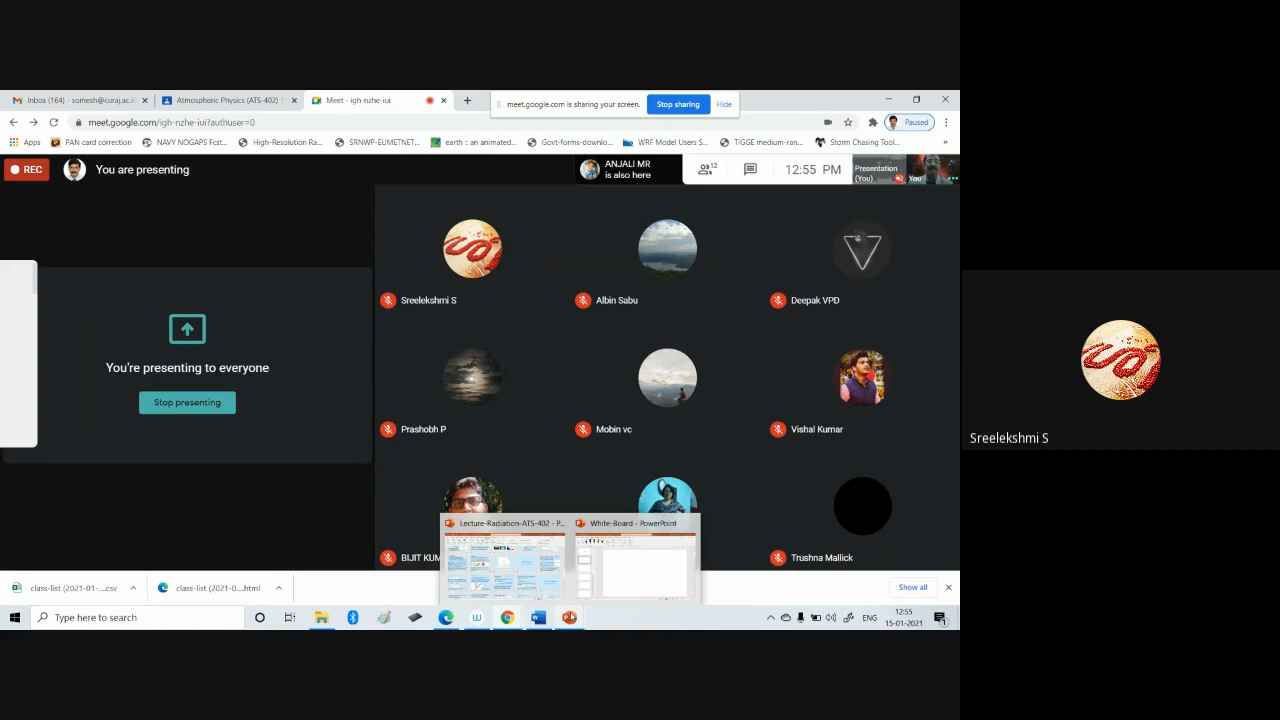 Inbox (164) - somesh@curaj.ac.i
Atmospheric Physics (ATS-402)
Meet - igh-nzhe-iui
meet.google.com is sharing your screen.
Stop sharing
Hide
meet.google.com/igh-nzhe-iui?authuser=0
Paused
Apps
PAN card correction
NAVY NOGAPS Fcst...
High-Resolution Ra...
SRNWP-EUMETNET...
earth :: an animated...
Govt-forms-downlo...
WRF Model Users S...
TIGGE medium-ran...
Storm Chasing Tool...
»
REC
You are presenting
ANJALI MR
is also here
12
12:55 PM
Presentation
(You)
You
Sreelekshmi S
Albin Sabu
Deepak VPD
You're presenting to everyone
Stop presenting
Prashobh P
Mobin vc
Vishal Kumar
Sreelekshmi S
Lecture-Radiation-ATS-402 - P...
White-Board - PowerPoint
BIJIT KUM
Trushna Mallick
class-list (2021-01-....csv
class-list (2021-0....html
Show all
Type here to search
ENG
12:55
15-01-2021